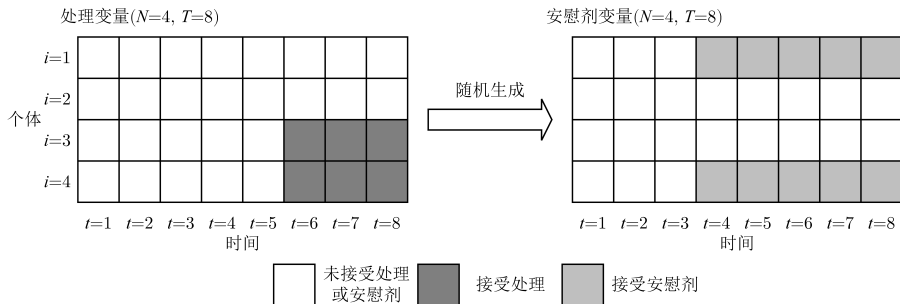 处理变量(N=4, T=8)
安慰剂变量(N=4, T=8)
i=1
i=2
个体
i=3
i=4
随机生成
t=1 t=2 t=3 t=4 t=5 t=6 t=7 t=8
时间
t=1 t=2 t=3 t=4 t=5 t=6 t=7 t=8
时间
未接受处理
或安慰剂
接受处理
接受安慰剂